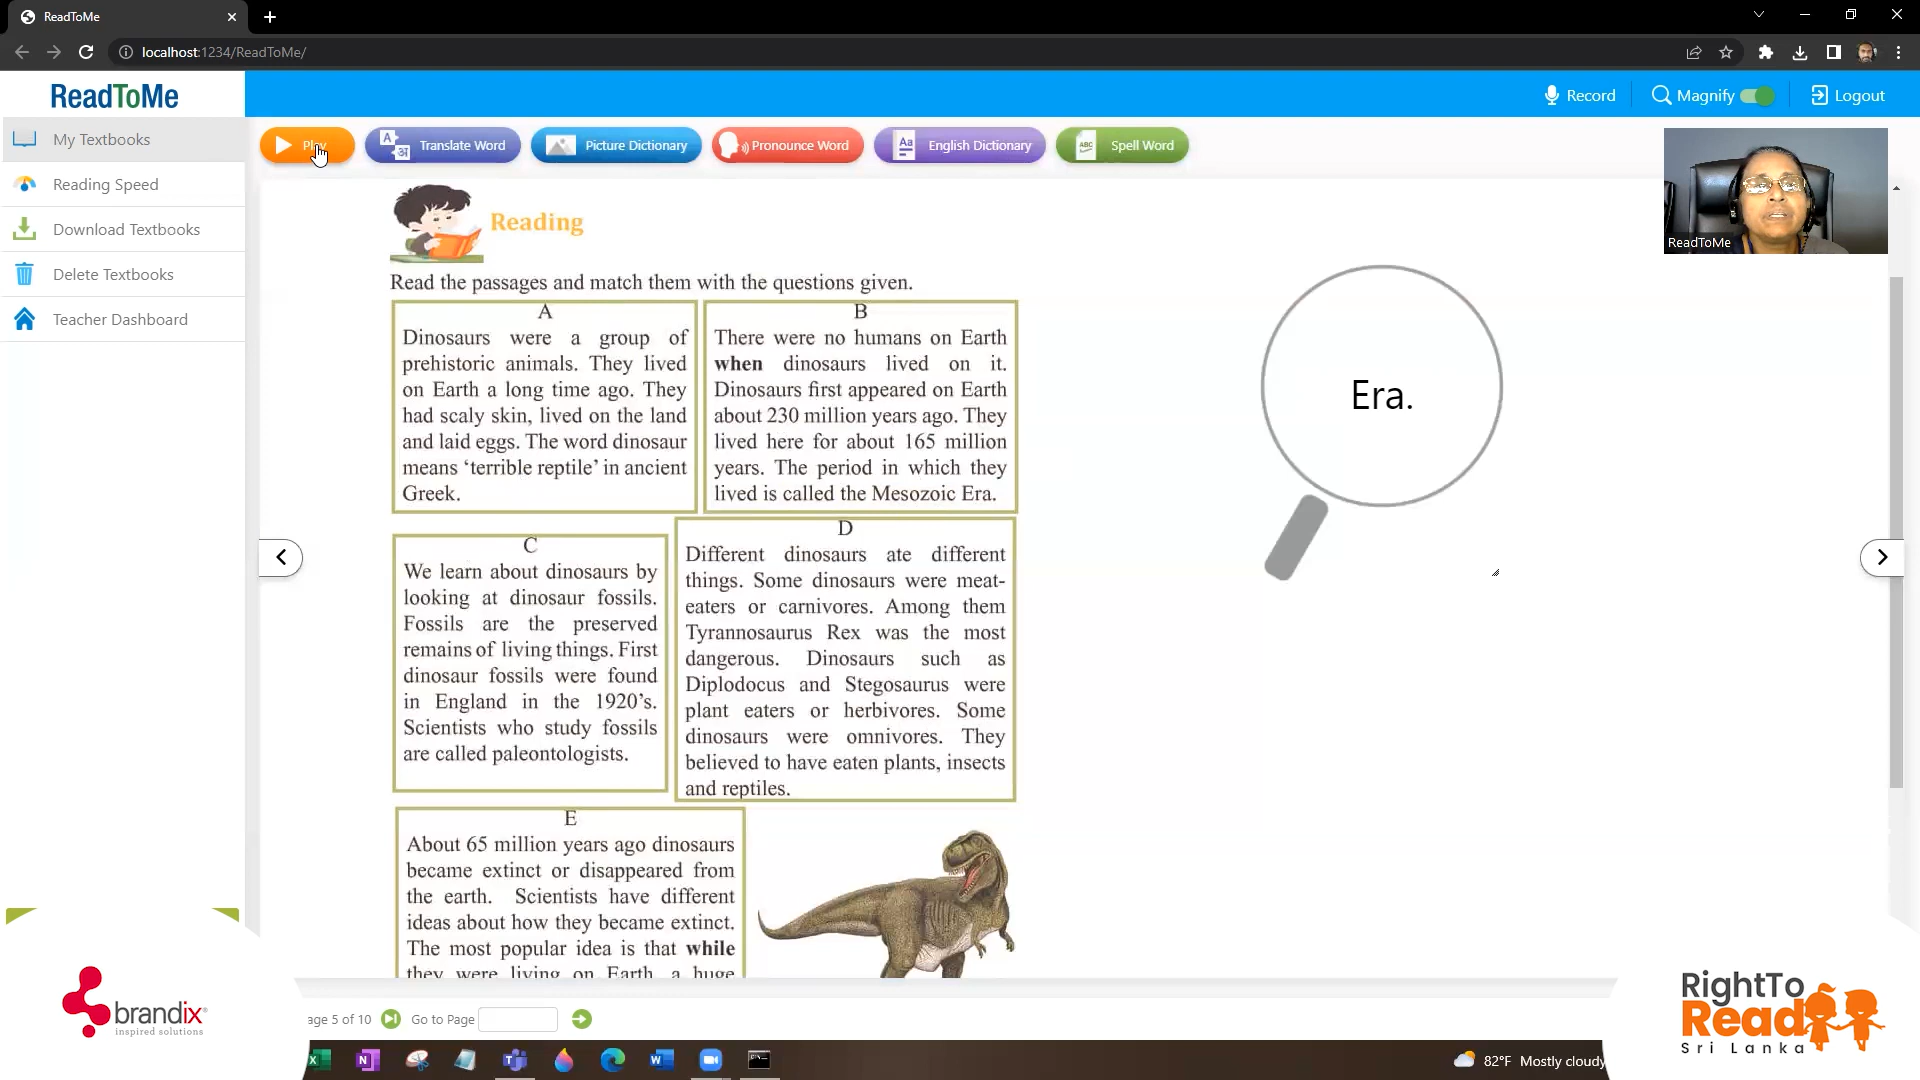 ReadToMe
localhost:1234/ReadToMe/
ReadToMe
Record
Magnify
Logout
My Textbooks
Reading Speed
Download Textbooks
Delete Textbooks
Teacher Dashboard
Play
Translate Word
Picture Dictionary
Pronounce Word
English Dictionary
Spell Word
ReadToMe
Reading
Read the passages and match them with the questions given.
A
Dinosaurs were a group of
prehistoric animals. They lived
on Earth a long time ago. They
had scaly skin, lived on the land
and laid eggs. The word dinosaur
means ‘terrible reptile’ in ancient
Greek.
B
There were no humans on Earth
when dinosaurs lived on it.
Dinosaurs first appeared on Earth
about 230 million years ago. They
lived here for about 165 million
years. The period in which they
lived is called the Mesozoic Era.
Era.
C
We learn about dinosaurs by
looking at dinosaur fossils.
Fossils are the preserved
remains of living things. First
dinosaur fossils were found
in England in the 1920’s.
Scientists who study fossils
are called paleontologists.
D
Different dinosaurs ate different
things. Some dinosaurs were meat-
eaters or carnivores. Among them
Tyrannosaurus Rex was the most
dangerous. Dinosaurs such as
Diplodocus and Stegosaurus were
plant eaters or herbivores. Some
dinosaurs were omnivores. They
believed to have eaten plants, insects
and reptiles.
E
About 65 million years ago dinosaurs
became extinct or disappeared from
the earth. Scientists have different
ideas about how they became extinct.
The most popular idea is that while
they were living on Earth, a huge
age 5 of 10
Go to Page
brandix
inspired solutions
RightTo
Read
Sri Lanka
82°F Mostly cloudy